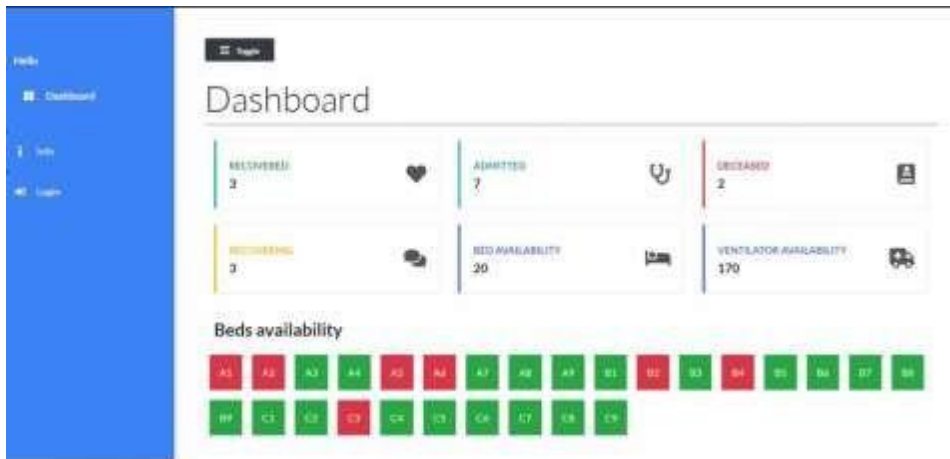 Hello
Toggle
Dashboard
Dashboard
Info
Login
RECOVERED
3
ADMITTED
7
DECEASED
2
RECOVERING
3
BED AVAILABILITY
20
VENTILATOR AVAILABILITY
170
Beds availability
A1 A2 A3 A4 A5 A6 A7 A8 A9 B1 B2 B3 B4 B5 B6 B7 B8
B9 C1 C2 C3 C4 C5 C6 C7 C8 C9